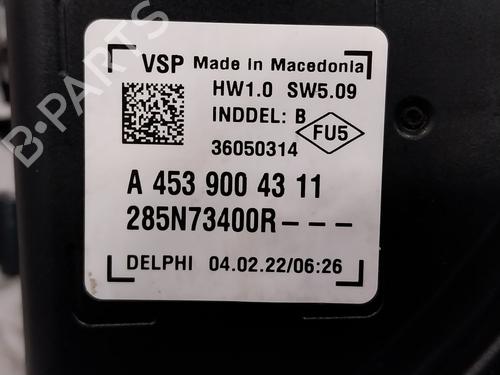 VSP Made in Macedonia
HW1.0 SW5.09
INDDEL: B
FU5
36050314
A 453 900 43 11
285N73400R- - -
DELPHI 04.02.22/06:26